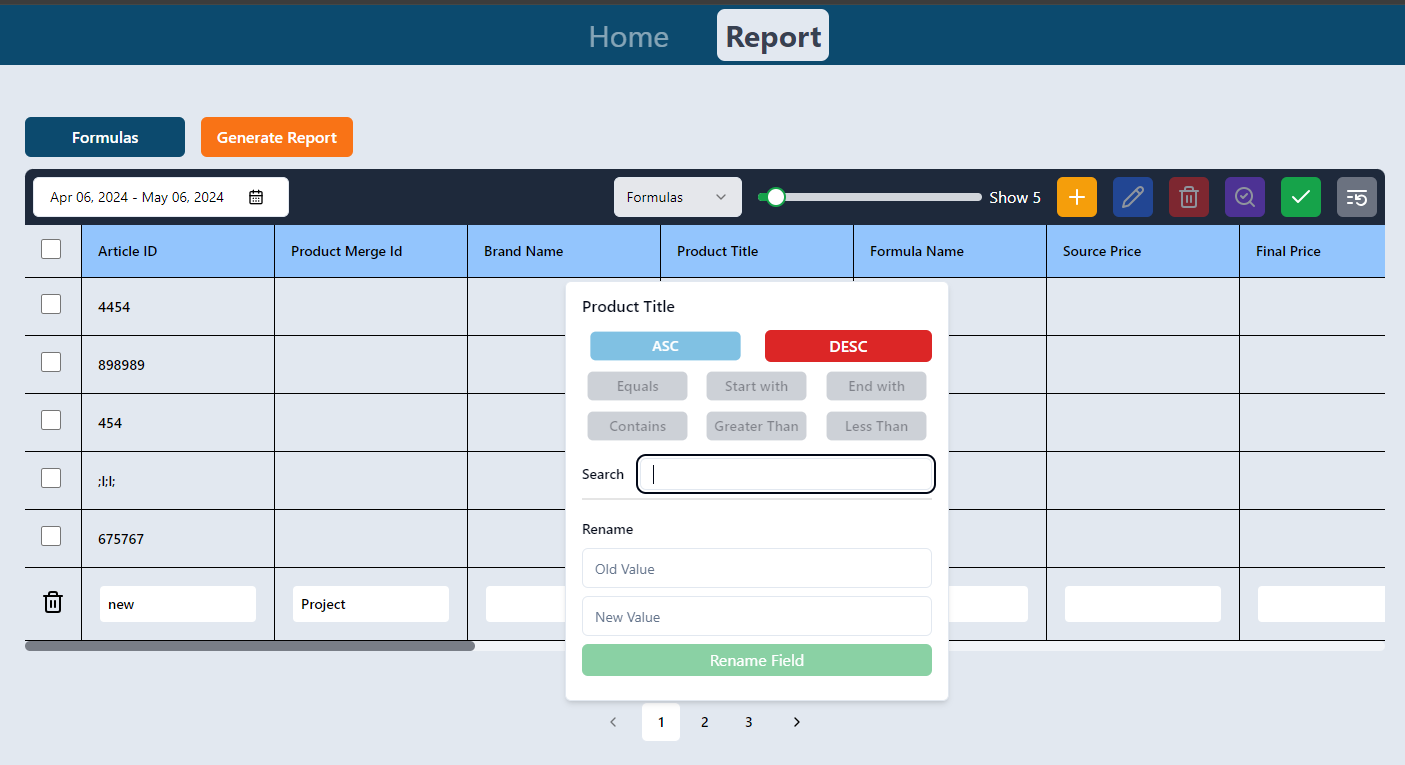 Home Report
Formulas Generate Report
Apr 06, 2024 - May 06, 2024 Formulas Show 5
Article ID Product Merge Id Brand Name Product Title Formula Name Source Price Final Price
4454
898989
454
;l;l;
675767
new Project
Product Title
ASC DESC
Equals Start with End with
Contains Greater Than Less Than
Search
Rename
Old Value
New Value
Rename Field
1 2 3